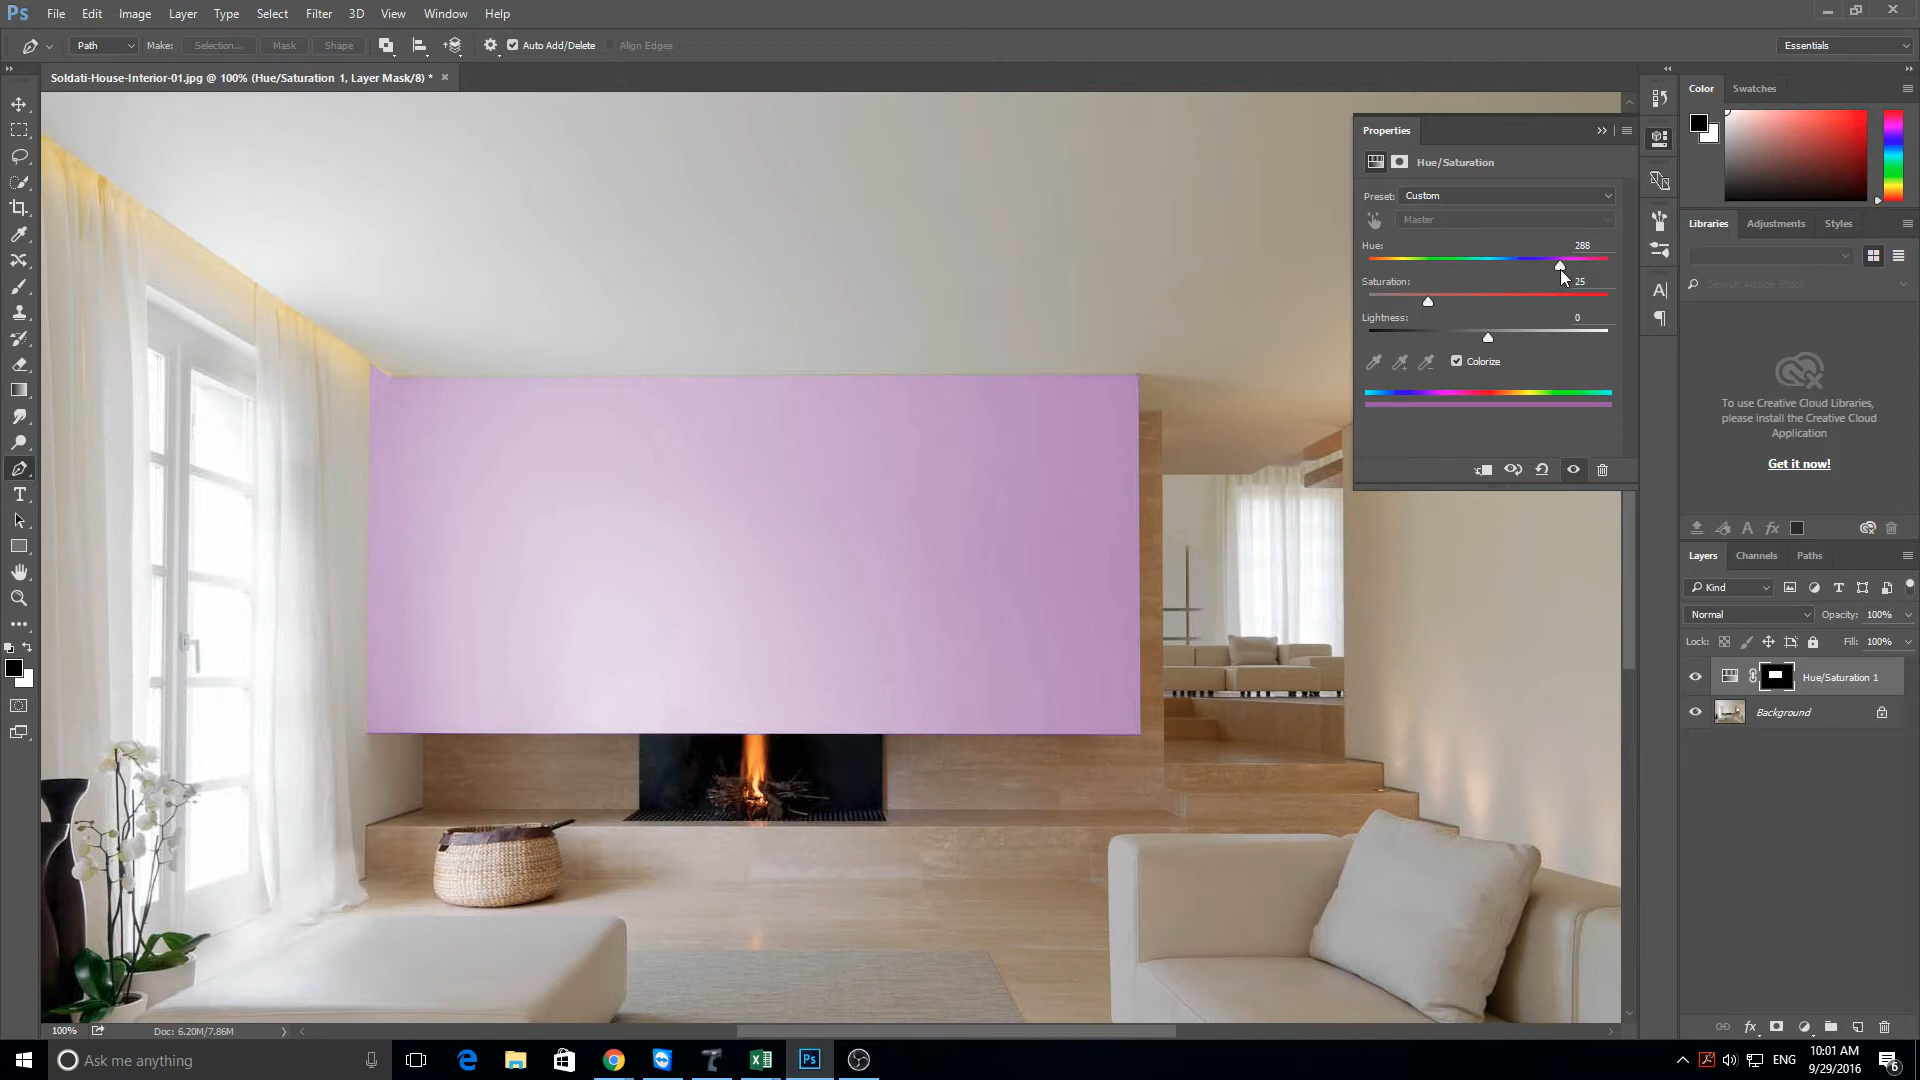 Ps File Edit Image Layer Type Select Filter 3D View Window Help
Path Make: Selection... Mask Shape Auto Add/Delete Align Edges Essentials
Soldati-House-Interior-01.jpg @ 100% (Hue/Saturation 1, Layer Mask/8) * ×
Color Swatches
Properties
Hue/Saturation
Preset: Custom
Master
Hue: 288
Saturation: 25
Lightness: 0
Colorize
Libraries Adjustments Styles
Search Adobe Stock
To use Creative Cloud Libraries,
please install the Creative Cloud
Application
Get it now!
Layers Channels Paths
Kind
Normal Opacity: 100%
Lock: Fill: 100%
Hue/Saturation 1
Background
100% Doc: 6.20M/7.86M
Ask me anything
Ps
ENG
10:01 AM
9/29/2016
6